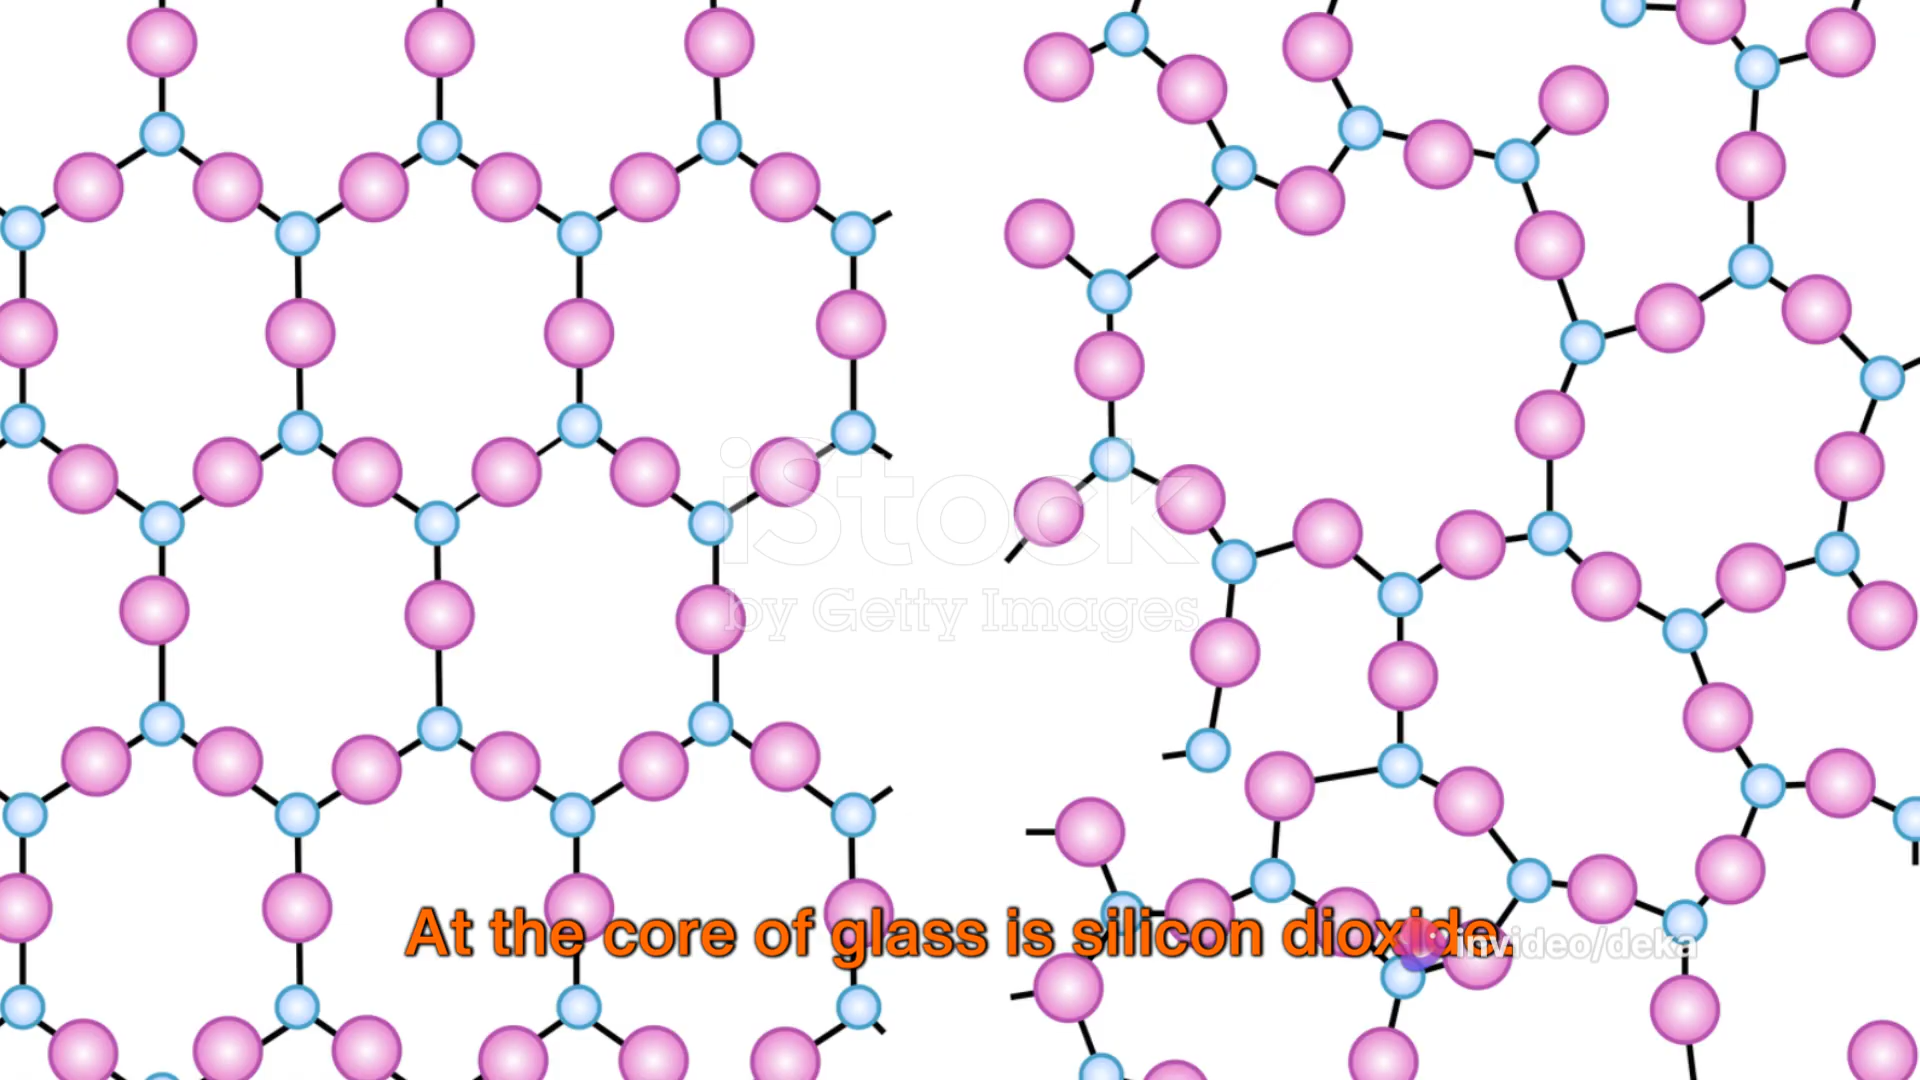 iStock
by Getty Images
At the core of glass is silicon dioxide.
invideo/deka